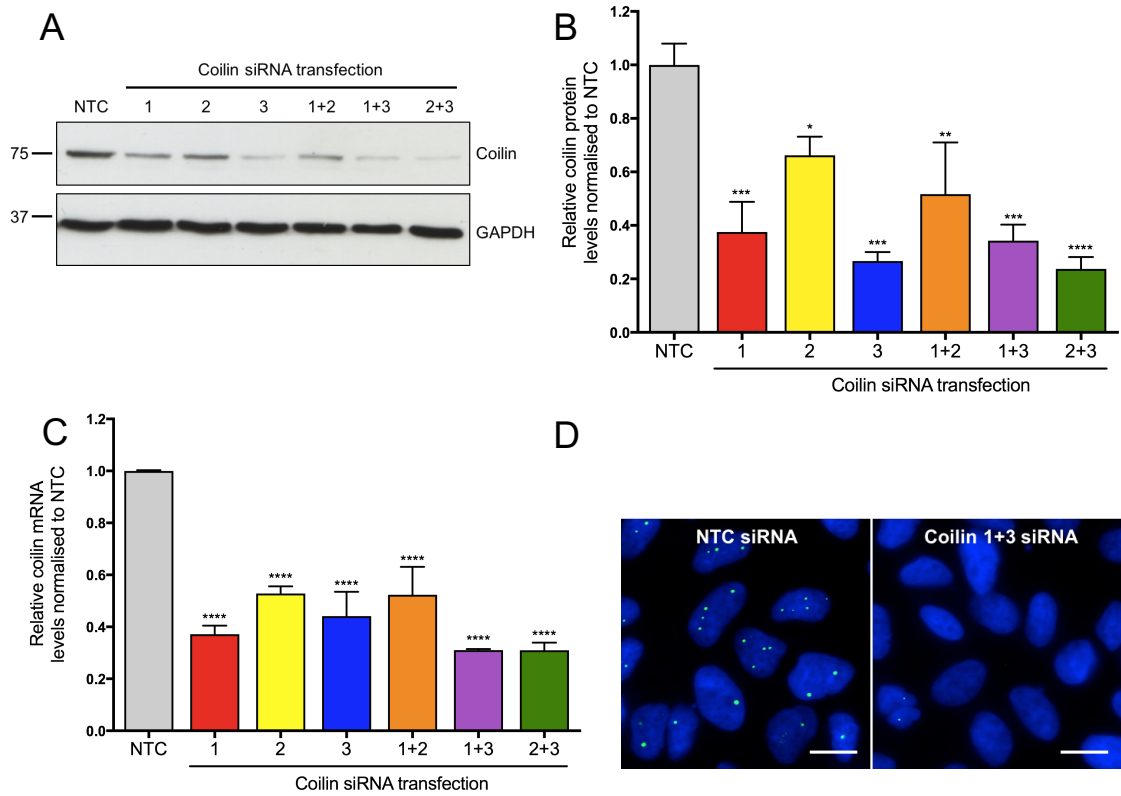 A
Coilin siRNA transfection
NTC 1 2 3 1+2 1+3 2+3
75
Coilin
37
GAPDH
B
Relative coilin protein
levels normalised to NTC
1.2
1.0
0.8
0.6
0.4
0.2
0.0
***
*
***
**
***
****
NTC 1 2 3 1+2 1+3 2+3
Coilin siRNA transfection
C
Relative coilin mRNA
levels normalised to NTC
1.2
1.0
0.8
0.6
0.4
0.2
0.0
****
****
****
****
****
****
NTC 1 2 3 1+2 1+3 2+3
Coilin siRNA transfection
D
NTC siRNA
Coilin 1+3 siRNA